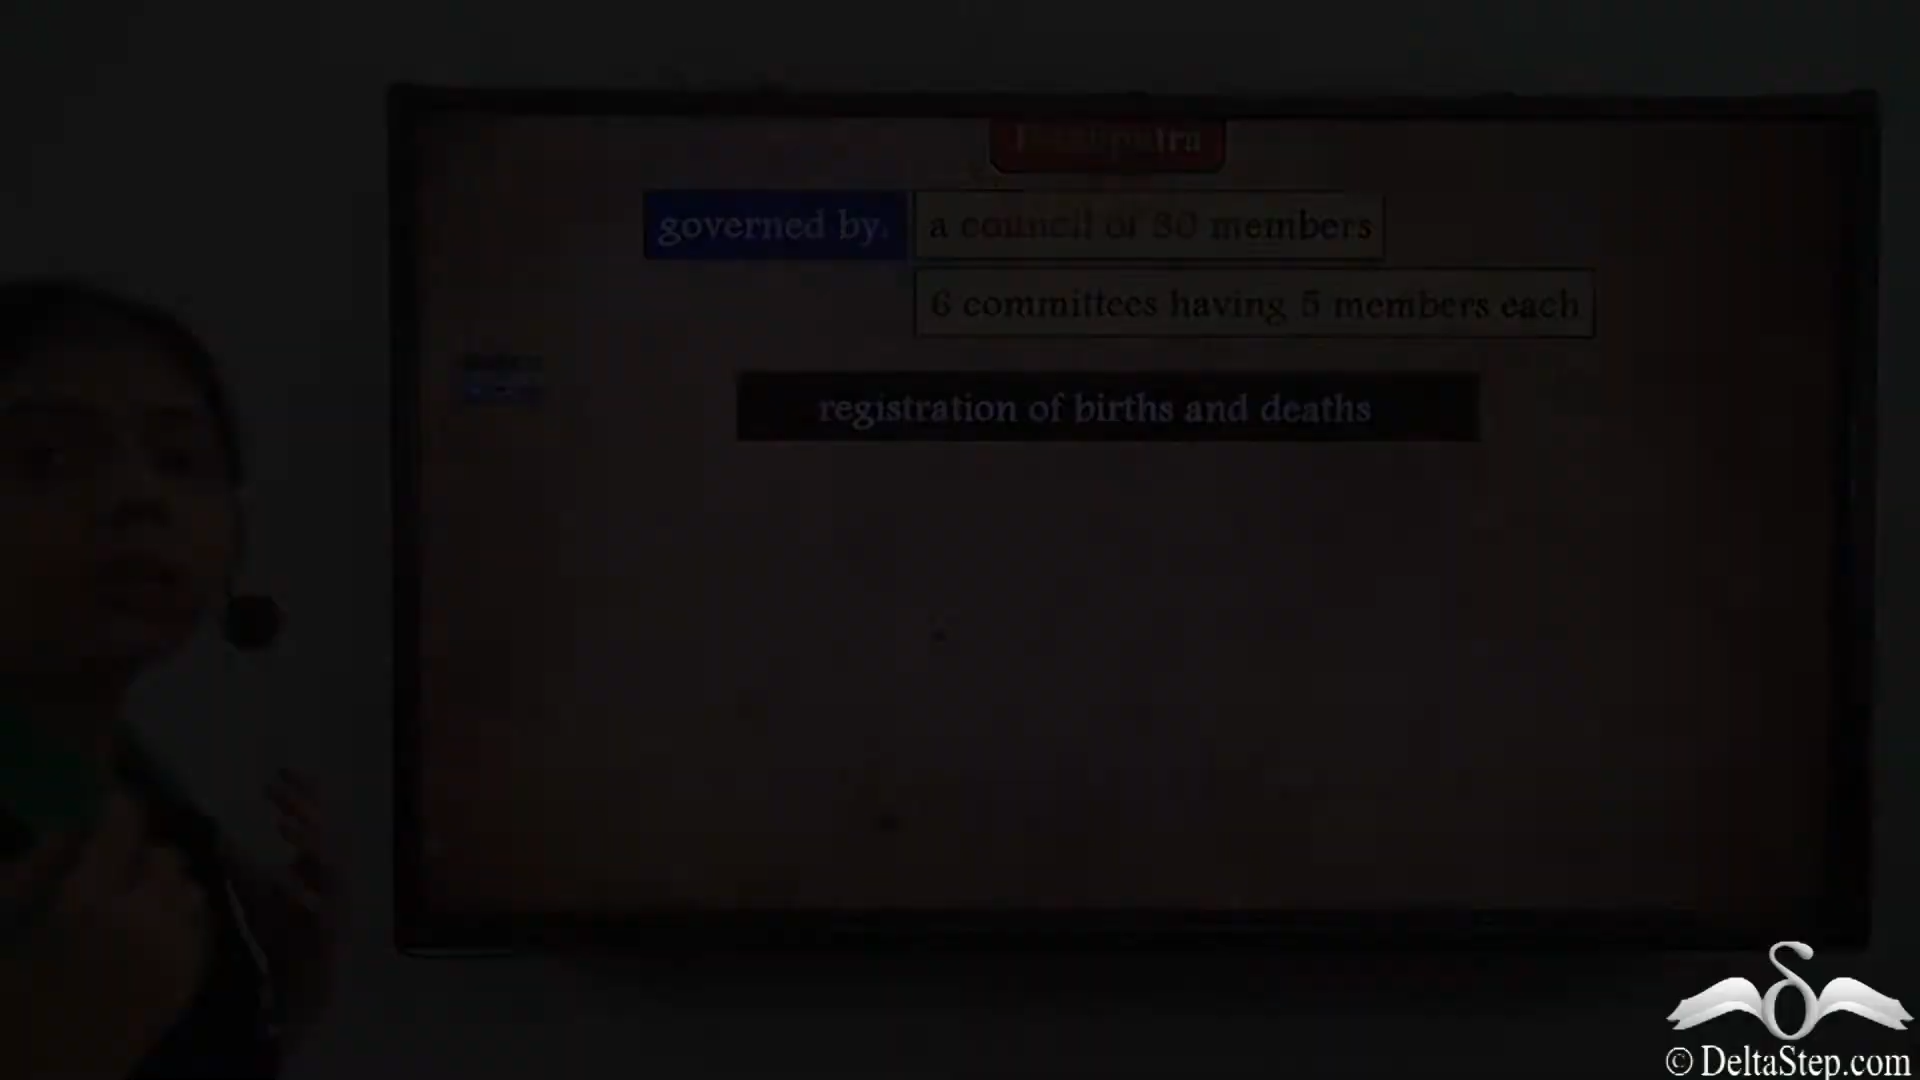 governed by:
a council of 30 members
6 committees having 5 members each
registration of births and deaths
© DeltaStep.com